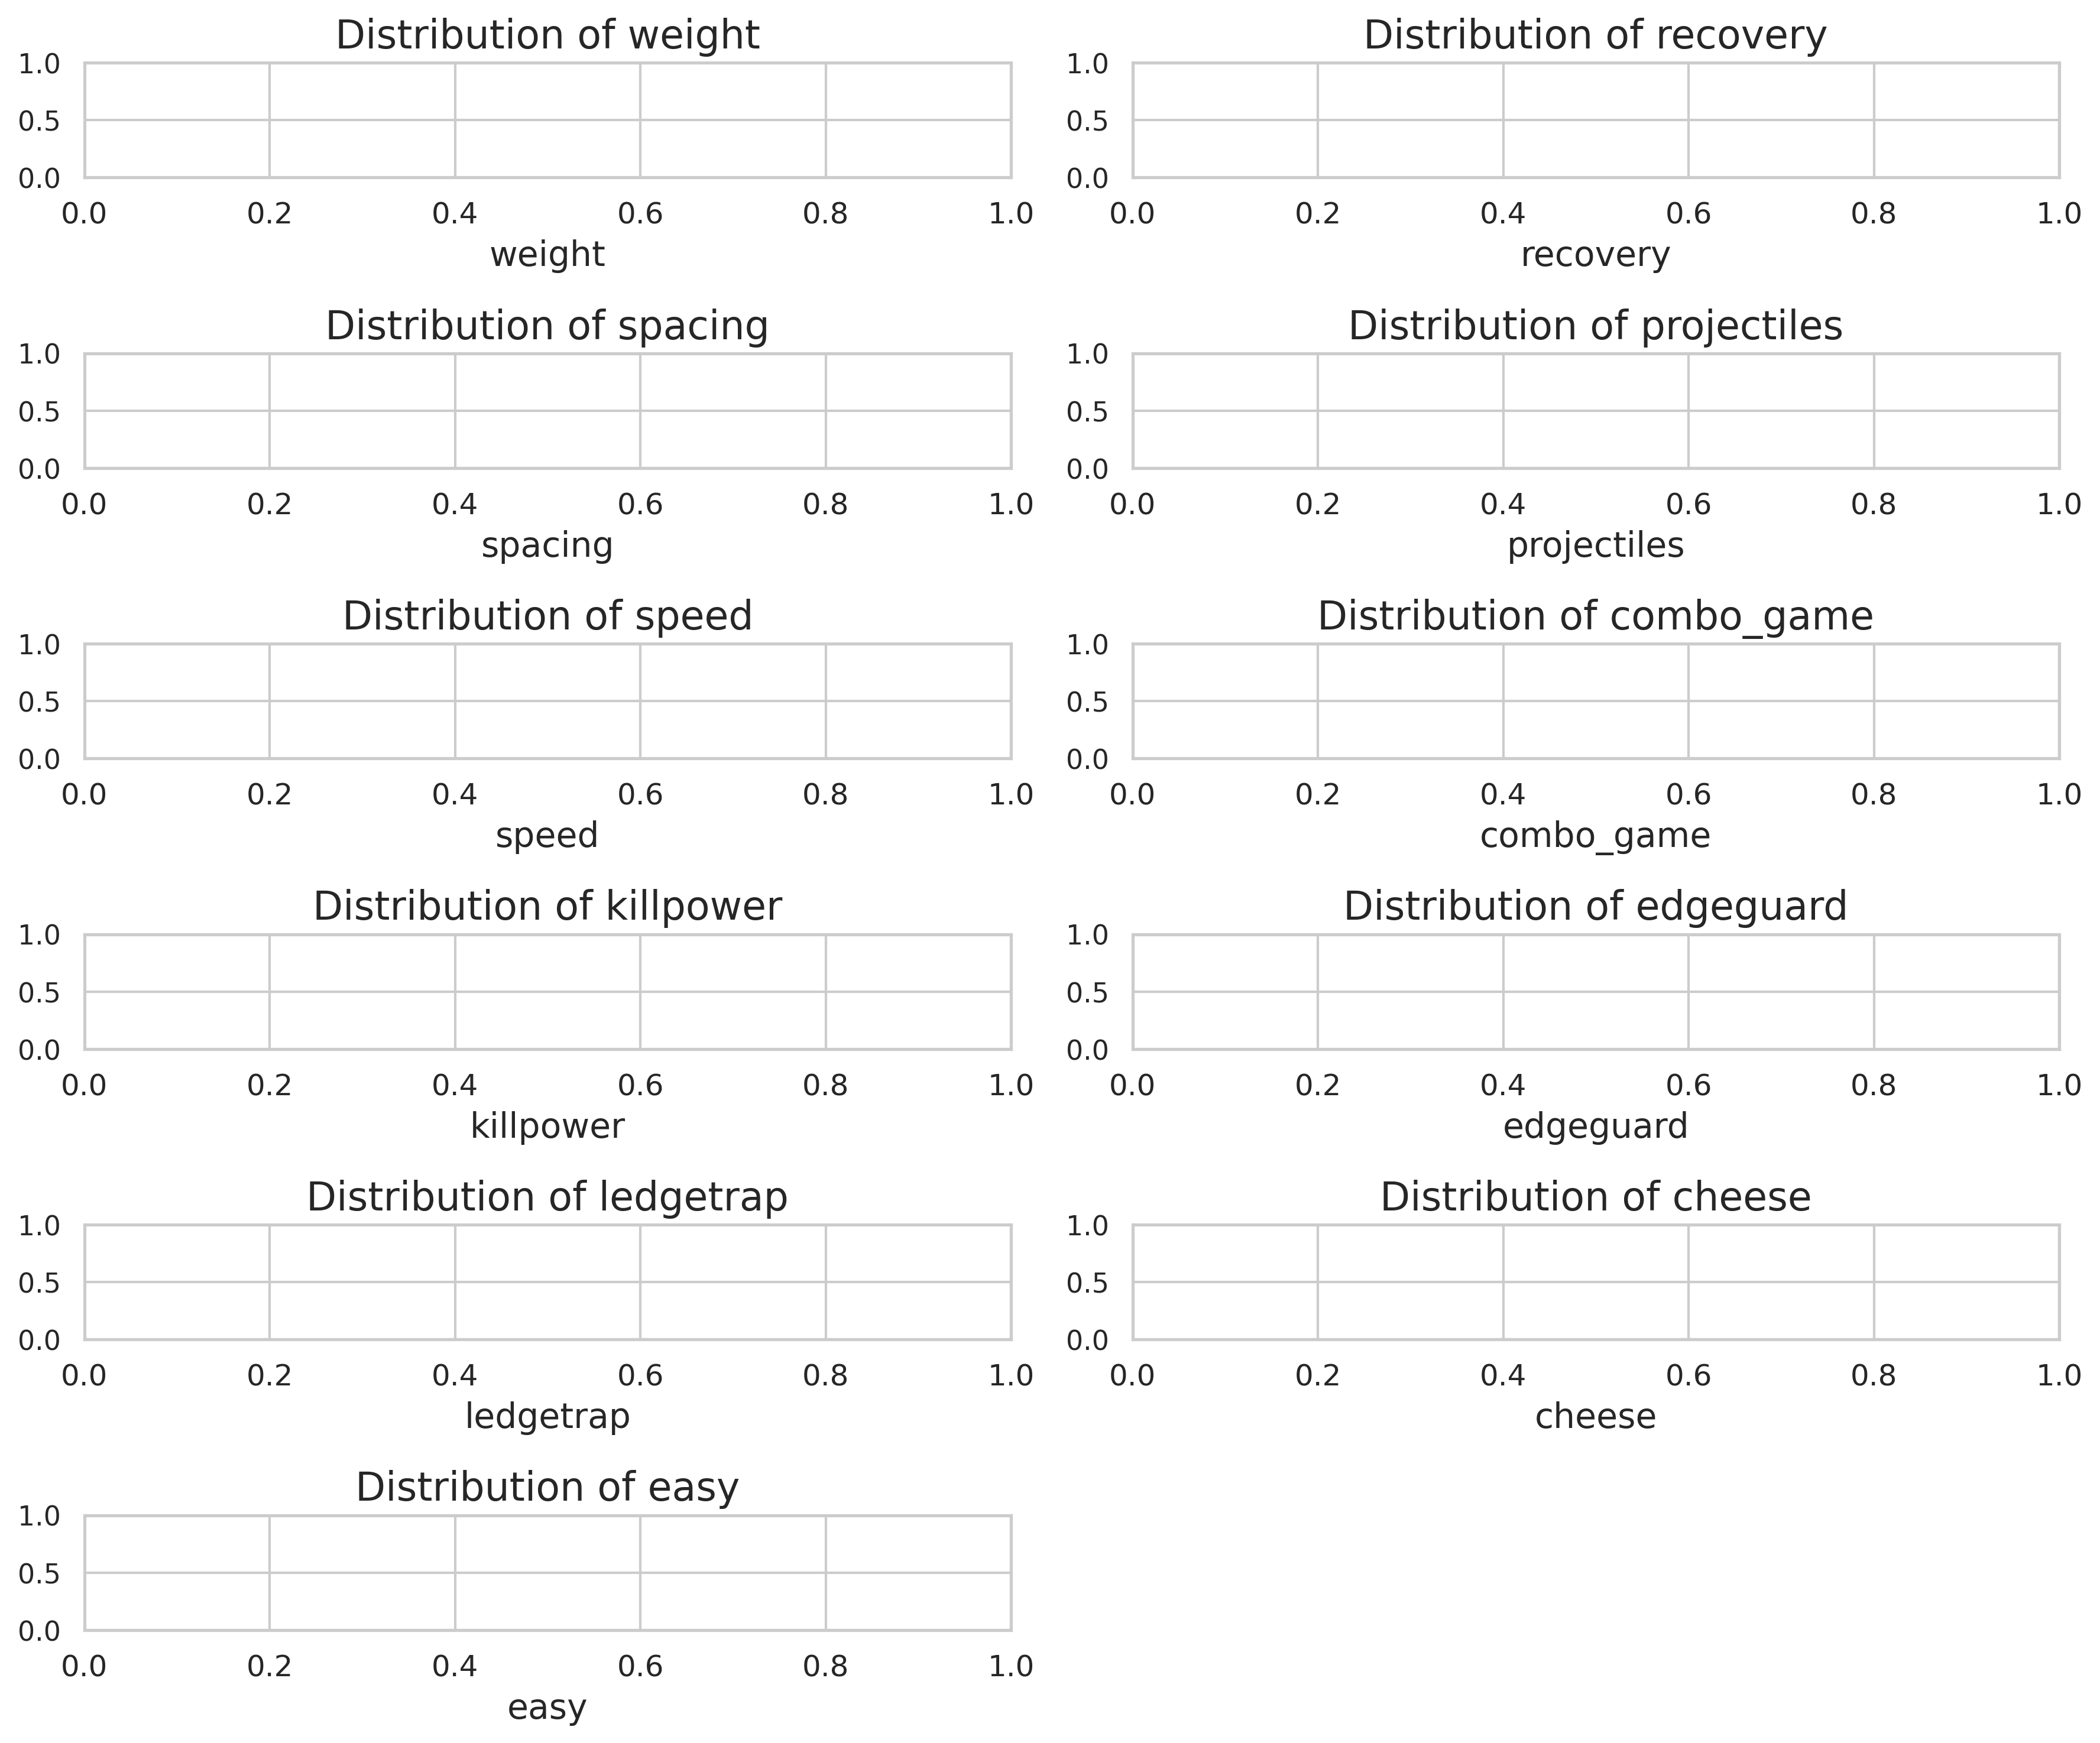 Distribution of weight
1.0
0.5
0.0
0.0 0.2 0.4 0.6 0.8 1.0
weight
Distribution of recovery
1.0
0.5
0.0
0.0 0.2 0.4 0.6 0.8 1.0
recovery
Distribution of spacing
1.0
0.5
0.0
0.0 0.2 0.4 0.6 0.8 1.0
spacing
Distribution of projectiles
1.0
0.5
0.0
0.0 0.2 0.4 0.6 0.8 1.0
projectiles
Distribution of speed
1.0
0.5
0.0
0.0 0.2 0.4 0.6 0.8 1.0
speed
Distribution of combo_game
1.0
0.5
0.0
0.0 0.2 0.4 0.6 0.8 1.0
combo_game
Distribution of killpower
1.0
0.5
0.0
0.0 0.2 0.4 0.6 0.8 1.0
killpower
Distribution of edgeguard
1.0
0.5
0.0
0.0 0.2 0.4 0.6 0.8 1.0
edgeguard
Distribution of ledgetrap
1.0
0.5
0.0
0.0 0.2 0.4 0.6 0.8 1.0
ledgetrap
Distribution of cheese
1.0
0.5
0.0
0.0 0.2 0.4 0.6 0.8 1.0
cheese
Distribution of easy
1.0
0.5
0.0
0.0 0.2 0.4 0.6 0.8 1.0
easy